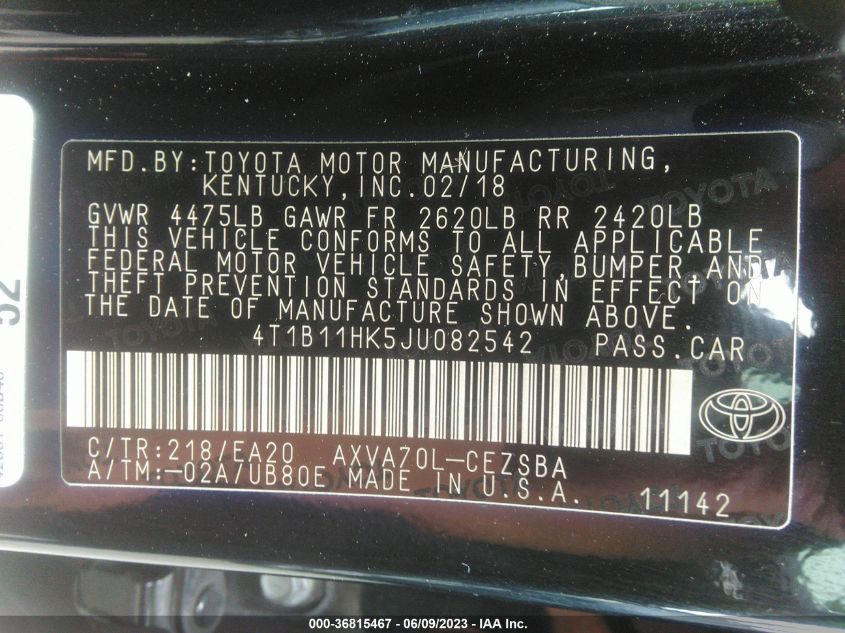 MFD.BY:TOYOTA MOTOR MANUFACTURING,
KENTUCKY,INC.02/18
GVWR 4475LB GAWR FR 2620LB RR 2420LB
THIS VEHICLE CONFORMS TO ALL APPLICABLE
FEDERAL MOTOR VEHICLE SAFETY,BUMPER AND
THEFT PREVENTION STANDARDS IN EFFECT ON
THE DATE OF MANUFACTURE SHOWN ABOVE.
4T1B11HK5JU082542 PASS.CAR
C/TR:218/EA20 AXVA70L-CEZSBA
A/TM:-02A/UB80E MADE IN U.S.A. 11142
TOYOTA
52
000-36815467 - 06/09/2023 - IAA Inc.